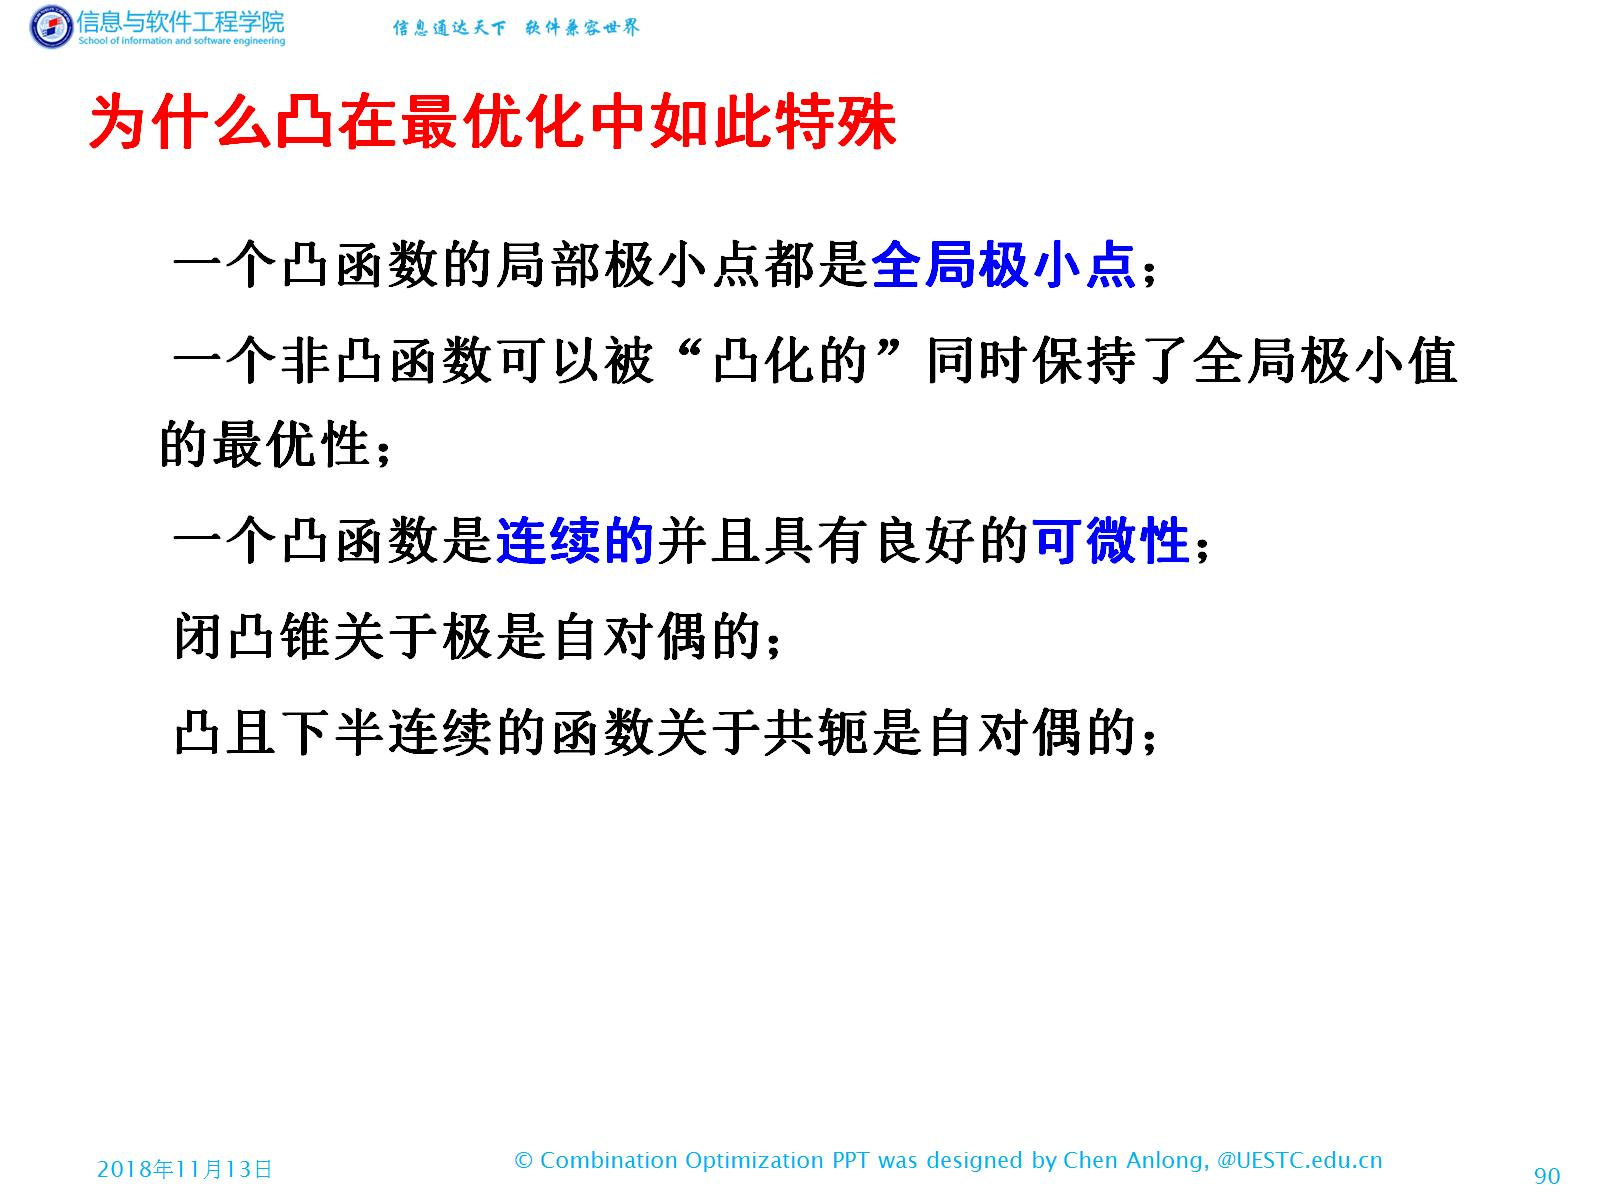 信息与软件工程学院
School of information and software engineering
信息通达天下 软件兼容世界
为什么凸在最优化中如此特殊
一个凸函数的局部极小点都是全局极小点;
一个非凸函数可以被“凸化的”同时保持了全局极小值
的最优性;
一个凸函数是连续的并且具有良好的可微性;
闭凸锥关于极是自对偶的;
凸且下半连续的函数关于共轭是自对偶的;
2018年11月13日
© Combination Optimization PPT was designed by Chen Anlong, @UESTC.edu.cn
90